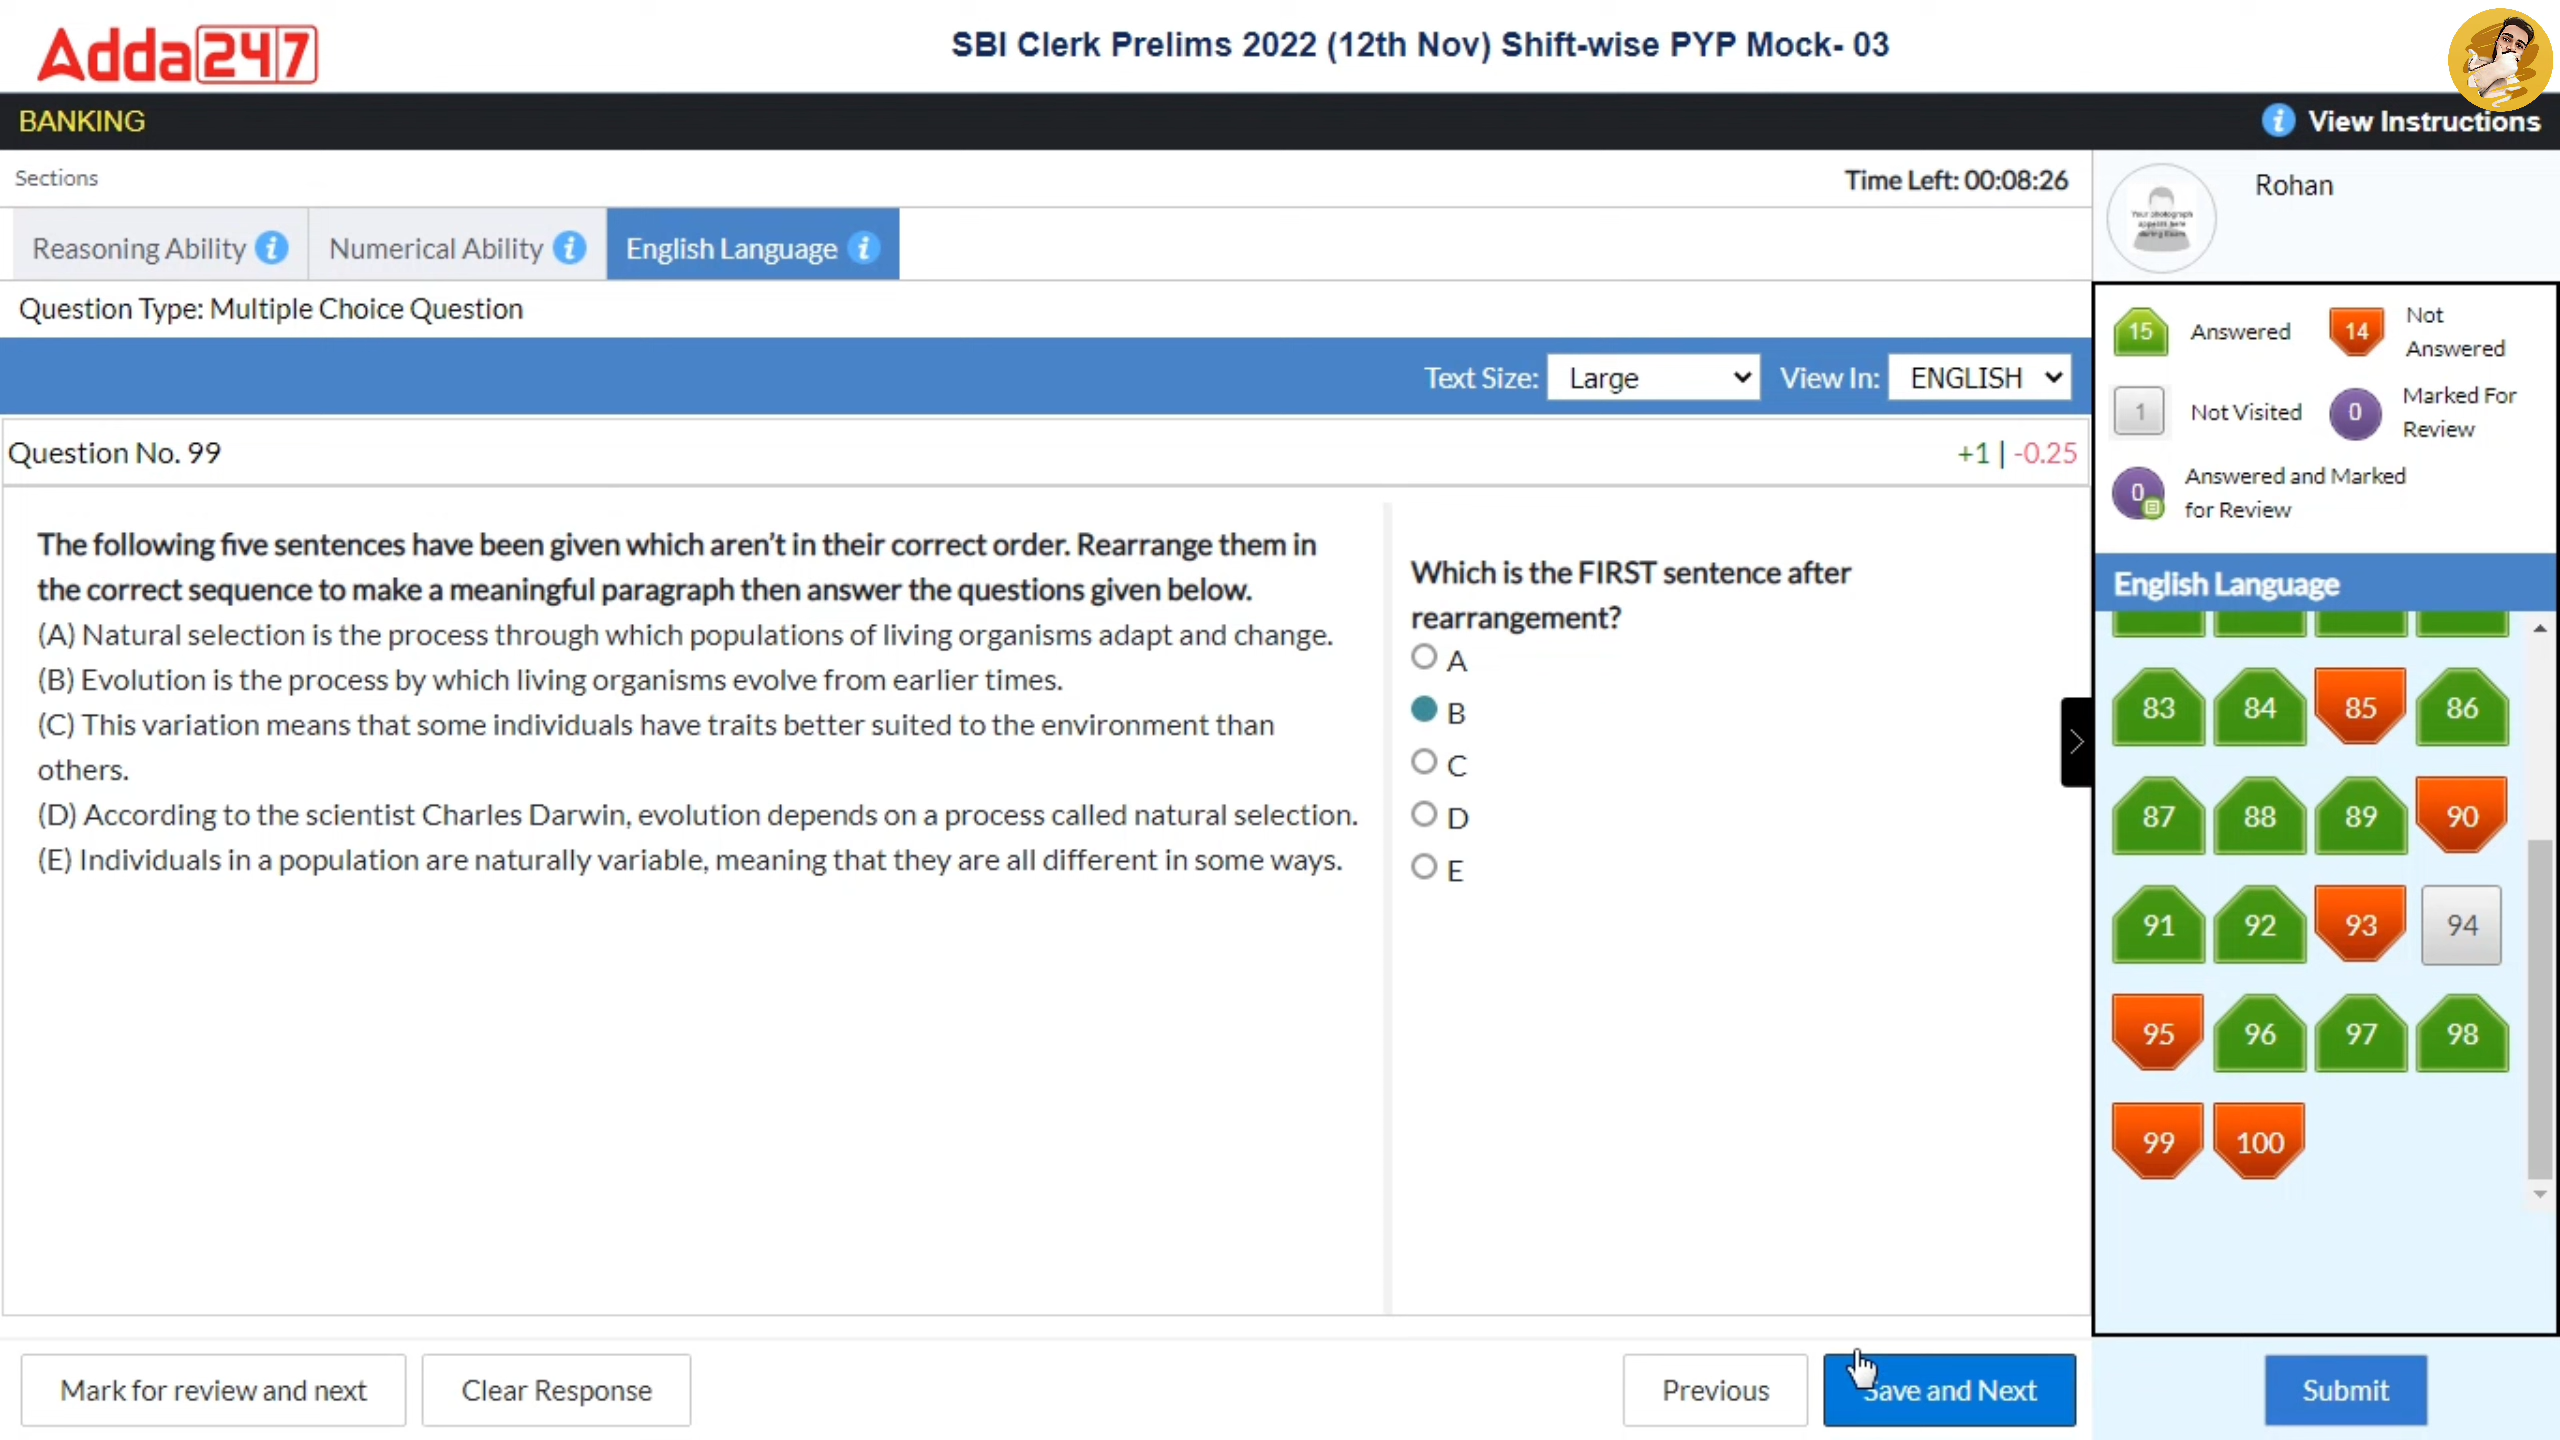 Adda247
SBI Clerk Prelims 2022 (12th Nov) Shift-wise PYP Mock- 03
BANKING
View Instructions
Sections
Time Left: 00:08:26
Rohan
Your photograph
appears here
during Exam
Reasoning Ability
Numerical Ability
English Language
Question Type: Multiple Choice Question
Text Size: Large
View In: ENGLISH
15 Answered
14 Not Answered
1 Not Visited
0 Marked For Review
0 Answered and Marked for Review
Question No. 99
+1 | -0.25
The following five sentences have been given which aren't in their correct order. Rearrange them in
the correct sequence to make a meaningful paragraph then answer the questions given below.
(A) Natural selection is the process through which populations of living organisms adapt and change.
(B) Evolution is the process by which living organisms evolve from earlier times.
(C) This variation means that some individuals have traits better suited to the environment than
others.
(D) According to the scientist Charles Darwin, evolution depends on a process called natural selection.
(E) Individuals in a population are naturally variable, meaning that they are all different in some ways.
Which is the FIRST sentence after
rearrangement?
A
B
C
D
E
English Language
83 84 85 86
87 88 89 90
91 92 93 94
95 96 97 98
99 100
Mark for review and next
Clear Response
Previous
Save and Next
Submit